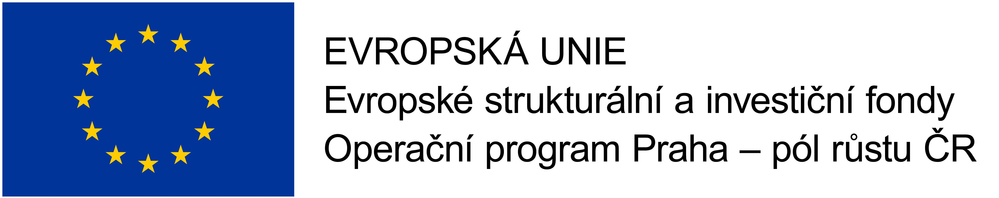 EVROPSKÁ UNIE
Evropské strukturální a investiční fondy
Operační program Praha – pól růstu ČR